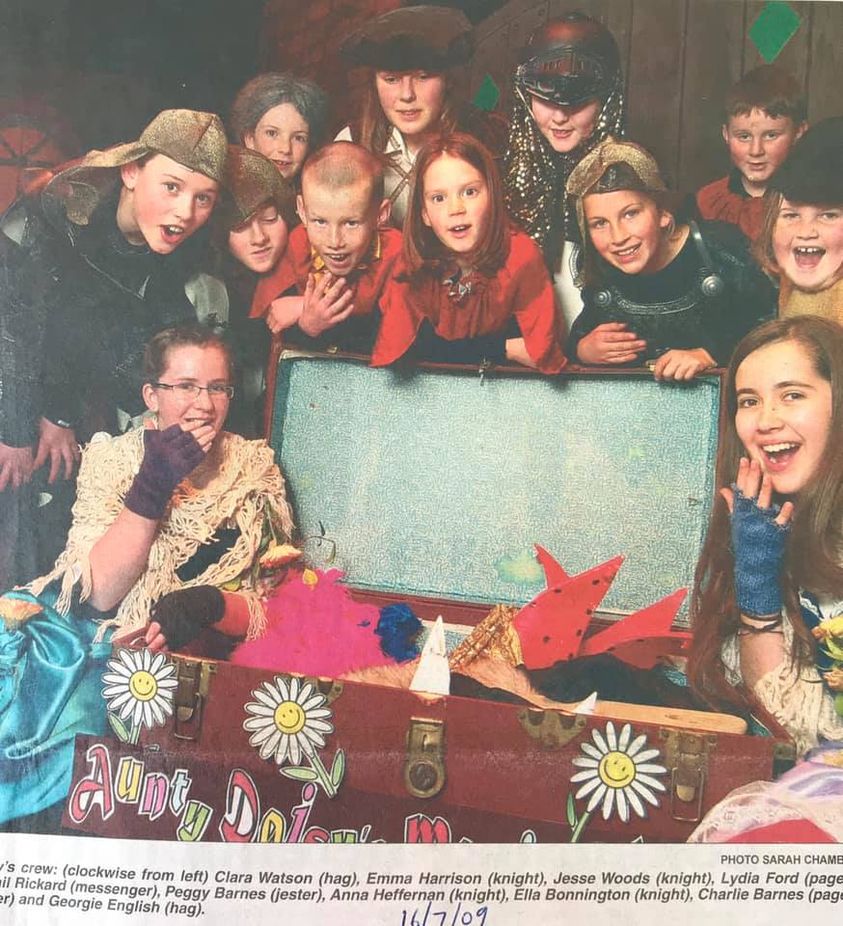 Aunty Daisy's
PHOTO SARAH CHAMB
y's crew: (clockwise from left) Clara Watson (hag), Emma Harrison (knight), Jesse Woods (knight), Lydia Ford (page
il Rickard (messenger), Peggy Barnes (jester), Anna Heffernan (knight), Ella Bonnington (knight), Charlie Barnes (page
er) and Georgie English (hag).
16/7/09